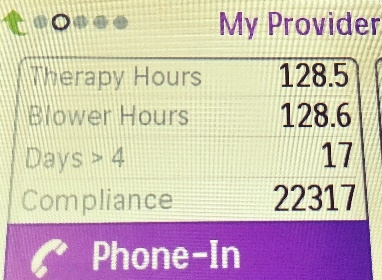 My Provider
Therapy Hours 128.5
Blower Hours 128.6
Days > 4 17
Compliance 22317
Phone-In